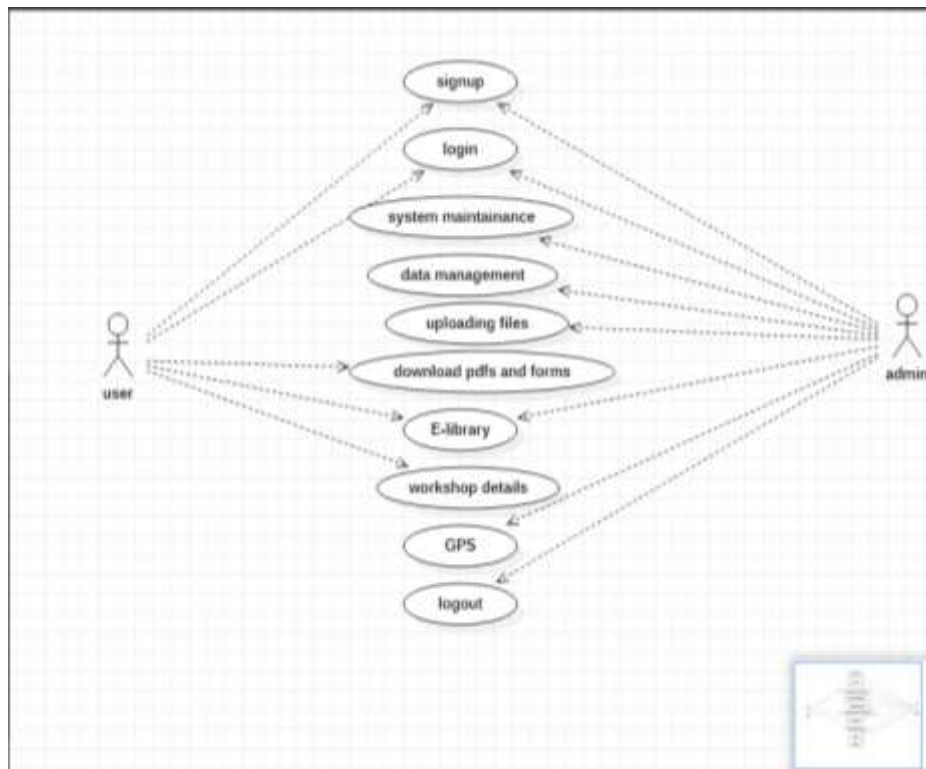 signup
login
system maintainance
data management
uploading files
user
download pdfs and forms
admin
E-library
workshop details
GPS
logout